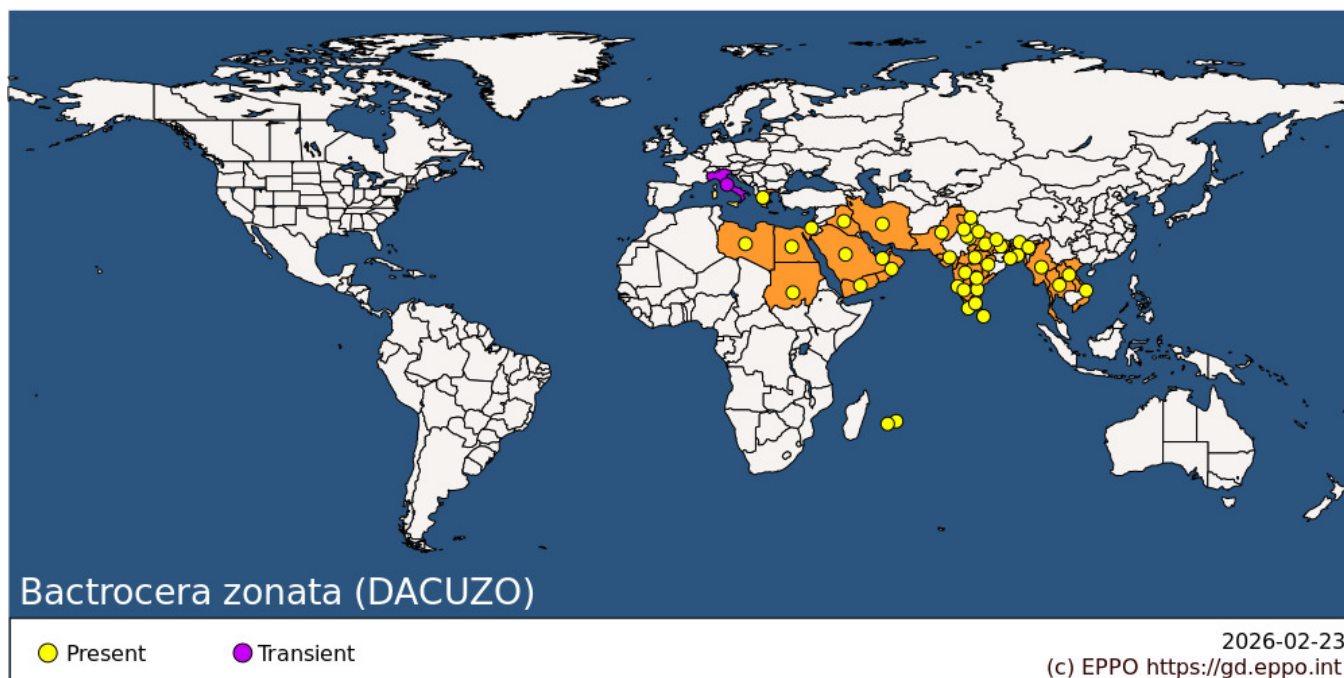 Bactrocera zonata (DACUZO)
Present
Transient
2026-02-23
(c) EPPO https://gd.eppo.int